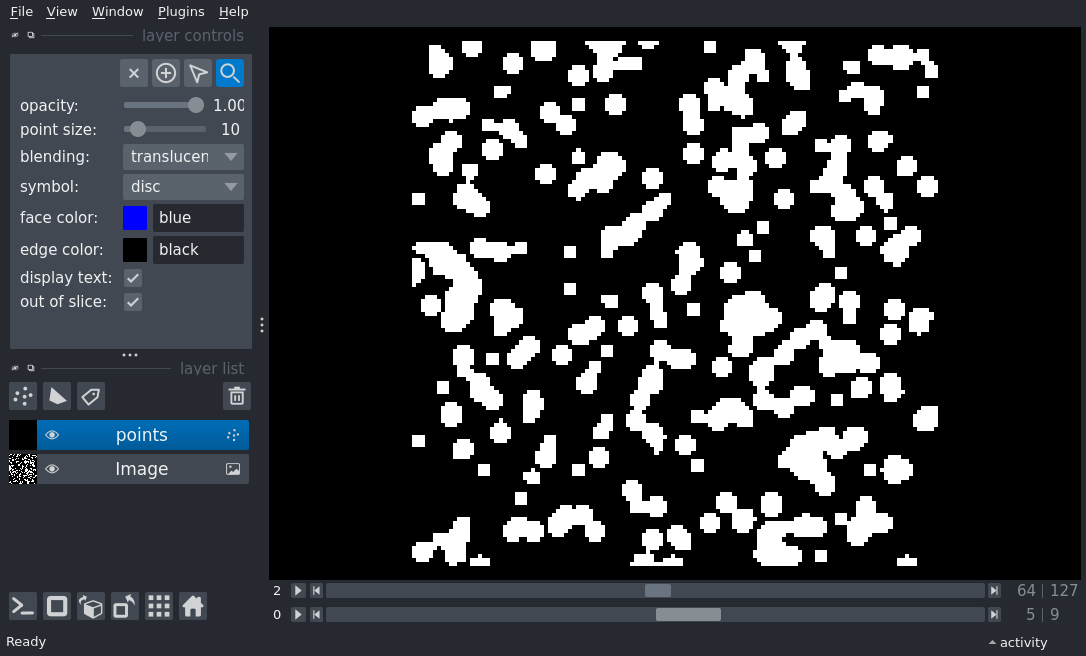 File View Window Plugins Help
layer controls
opacity: 1.00
point size: 10
blending: translucen
symbol: disc
face color: blue
edge color: black
display text:
out of slice:
layer list
points
Image
2 64 | 127
0 5 | 9
Ready activity